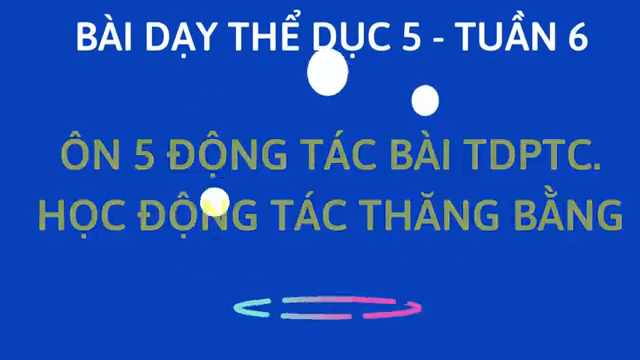 BÀI DẠY THỂ DỤC 5 - TUẦN 6
ÔN 5 ĐỘNG TÁC BÀI TDPTC.
HỌC ĐỘNG TÁC THĂNG BẰNG